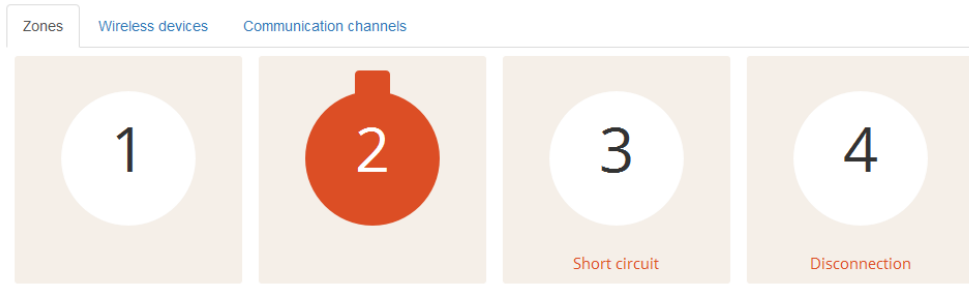 Zones Wireless devices Communication channels
1 2 3 4
Short circuit Disconnection